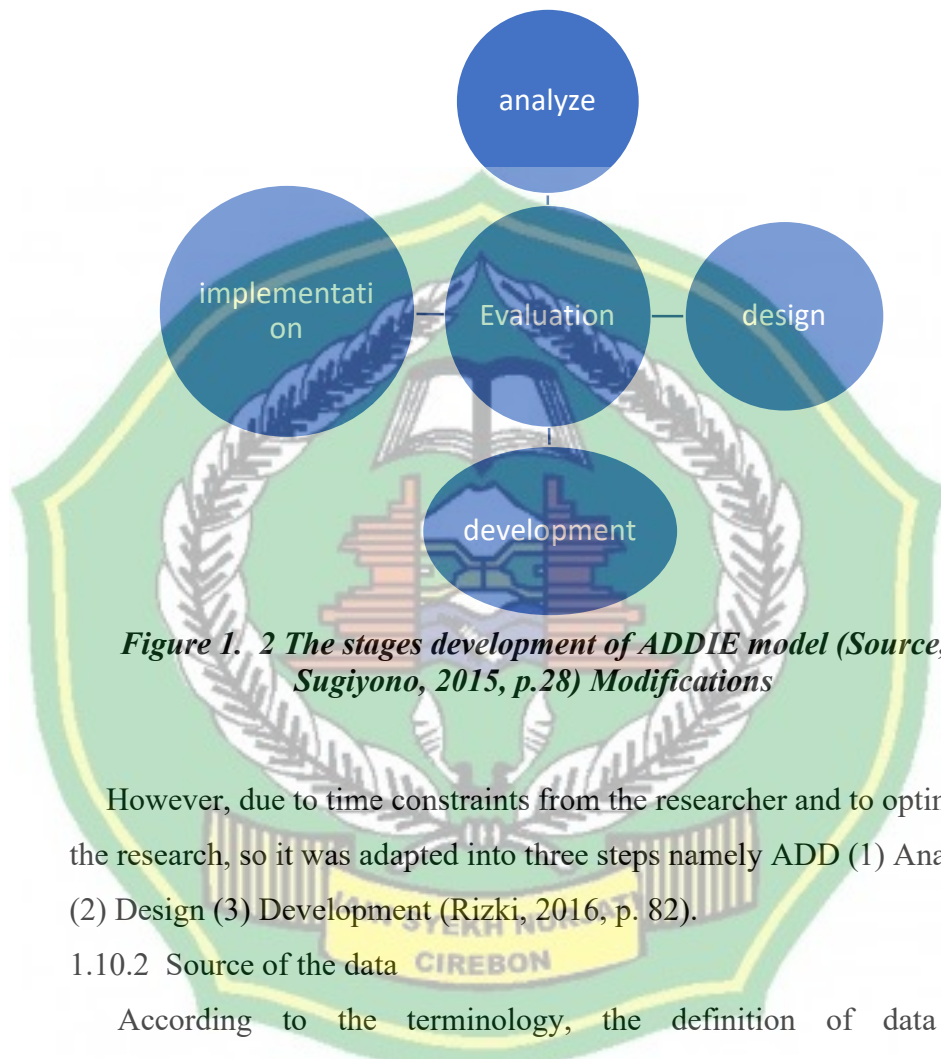 analyze
implementati
on
Evaluation
design
development
Figure 1. 2 The stages development of ADDIE model (Source,
Sugiyono, 2015, p.28) Modifications
However, due to time constraints from the researcher and to
the research, so it was adapted into three steps namely ADD (1)
(2) Design (3) Development (Rizki, 2016, p. 82).
1.10.2 Source of the data
According to the terminology, the definition of data
CIREBON